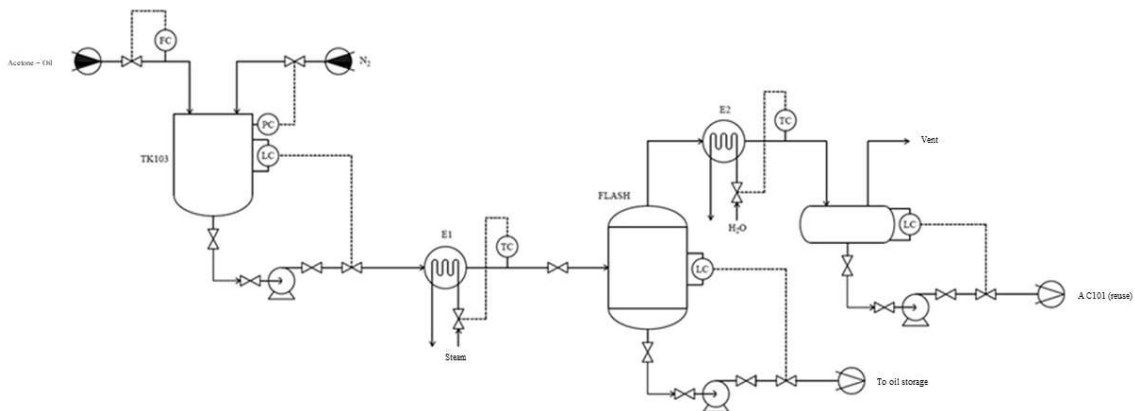 FC
Acetone – Oil
N₂
PC
TK103
LC
E1
TC
Steam
E2
TC
H₂O
FLASH
LC
Vent
LC
AC101 (reuse)
To oil storage